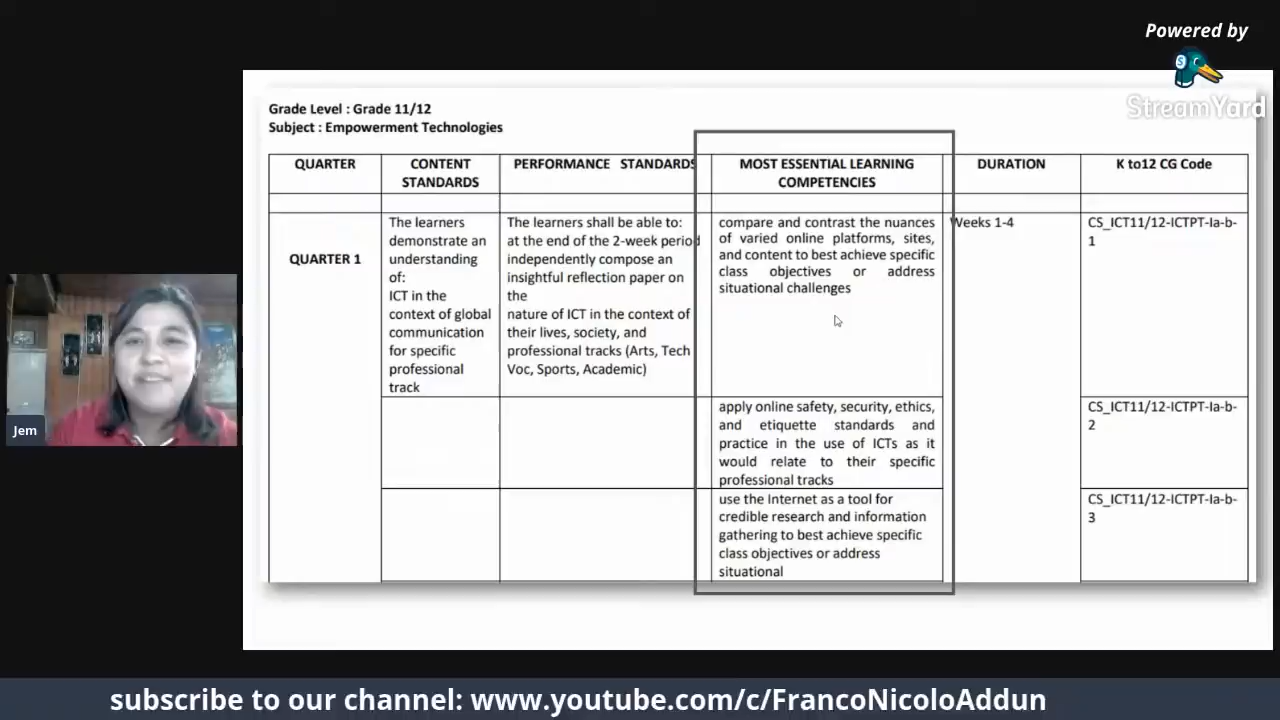 Powered by
StreamYard
Grade Level : Grade 11/12
Subject : Empowerment Technologies
QUARTER
CONTENT
STANDARDS
PERFORMANCE STANDARDS
MOST ESSENTIAL LEARNING
COMPETENCIES
DURATION
K to12 CG Code
QUARTER 1
The learners
demonstrate an
understanding
of:
ICT in the
context of global
communication
for specific
professional
track
The learners shall be able to:
at the end of the 2-week period
independently compose an
insightful reflection paper on
the
nature of ICT in the context of
their lives, society, and
professional tracks (Arts, Tech
Voc, Sports, Academic)
compare and contrast the nuances
of varied online platforms, sites,
and content to best achieve specific
class objectives or address
situational challenges
Weeks 1-4
CS_ICT11/12-ICTPT-Ia-b-
1
apply online safety, security, ethics,
and etiquette standards and
practice in the use of ICTs as it
would relate to their specific
professional tracks
CS_ICT11/12-ICTPT-Ia-b-
2
use the Internet as a tool for
credible research and information
gathering to best achieve specific
class objectives or address
situational
CS_ICT11/12-ICTPT-Ia-b-
3
Jem
subscribe to our channel: www.youtube.com/c/FrancoNicoloAddun